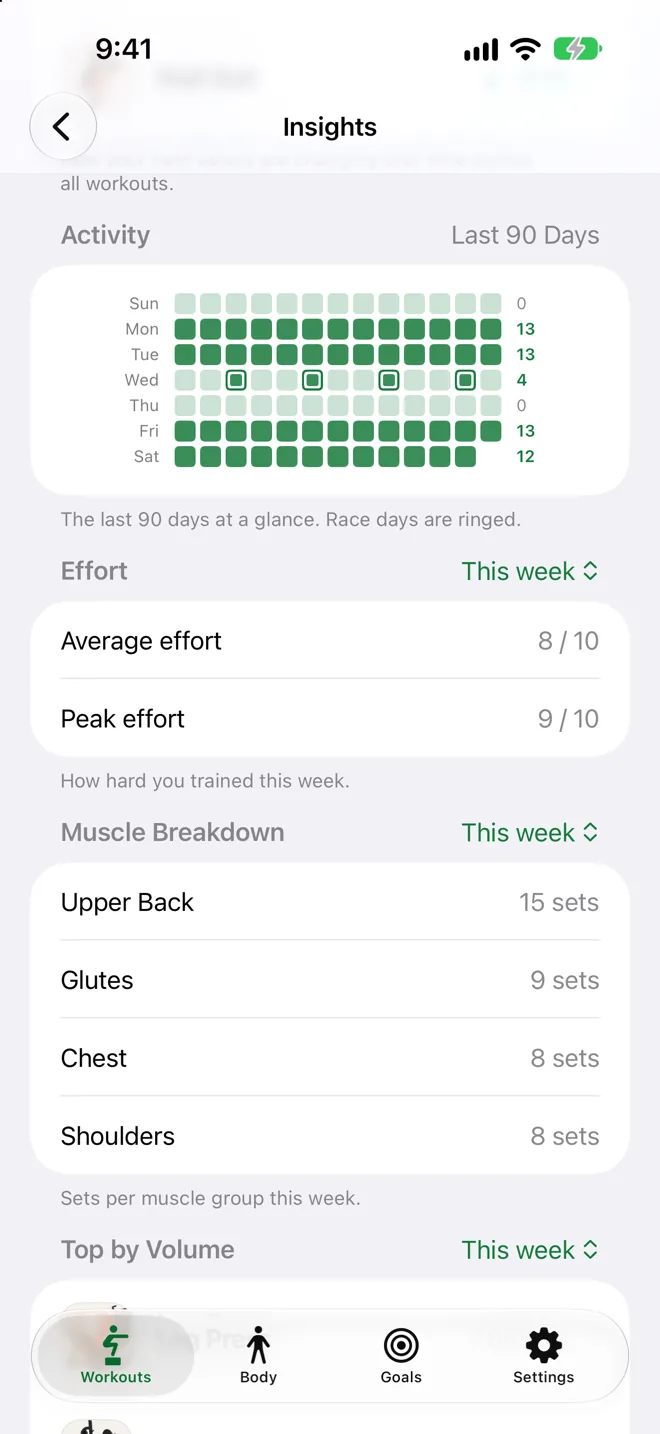 9:41
Insights
all workouts.
Activity
Last 90 Days
Sun 0
Mon 13
Tue 13
Wed 4
Thu 0
Fri 13
Sat 12
The last 90 days at a glance. Race days are ringed.
Effort
This week
Average effort
8 / 10
Peak effort
9 / 10
How hard you trained this week.
Muscle Breakdown
This week
Upper Back
15 sets
Glutes
9 sets
Chest
8 sets
Shoulders
8 sets
Sets per muscle group this week.
Top by Volume
This week
Workouts
Body
Goals
Settings